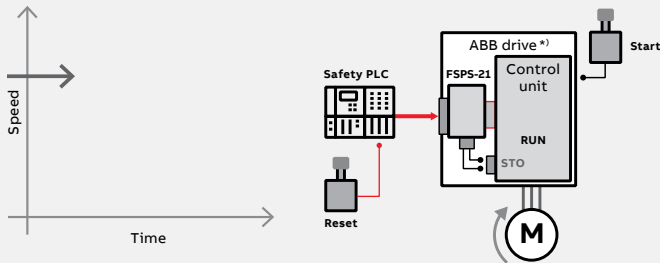 Speed
Time
Safety PLC
Reset
ABB drive *)
FSPS-21
Control
unit
RUN
STO
Start
M